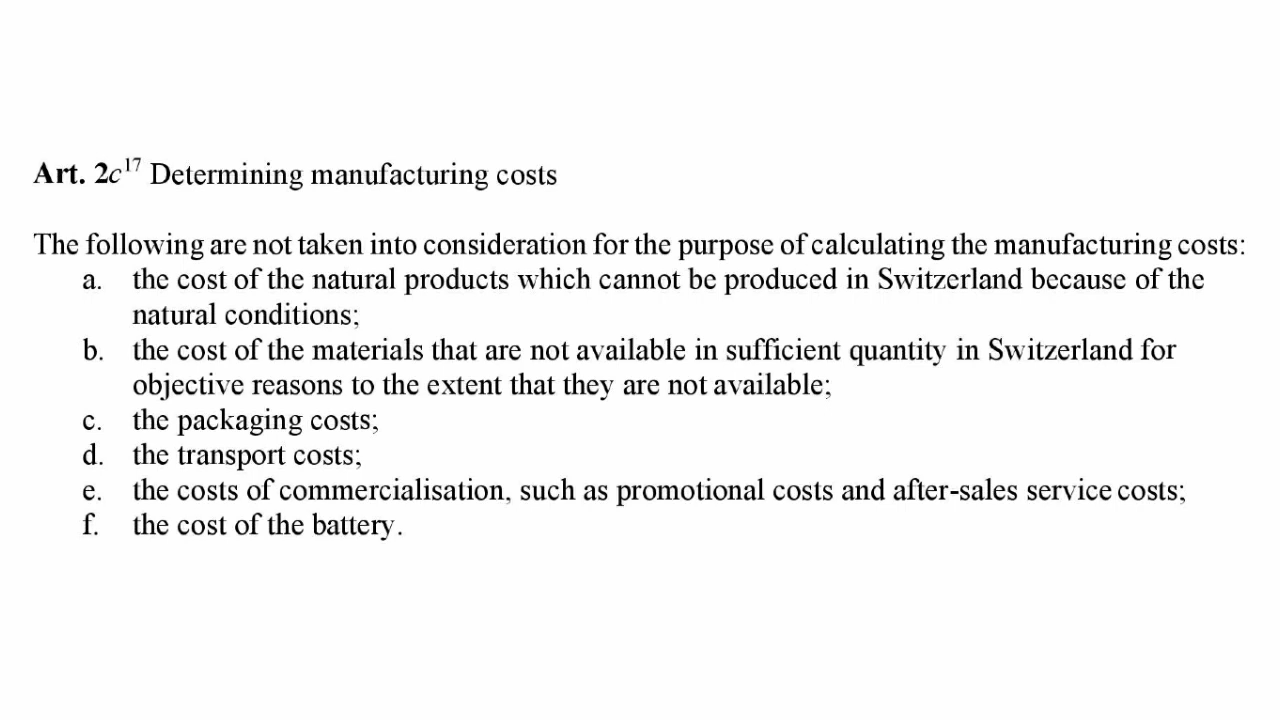 Art. 2c17 Determining manufacturing costs
The following are not taken into consideration for the purpose of calculating the manufacturing costs:
a. the cost of the natural products which cannot be produced in Switzerland because of the
natural conditions;
b. the cost of the materials that are not available in sufficient quantity in Switzerland for
objective reasons to the extent that they are not available;
c. the packaging costs;
d. the transport costs;
e. the costs of commercialisation, such as promotional costs and after-sales service costs;
f. the cost of the battery.